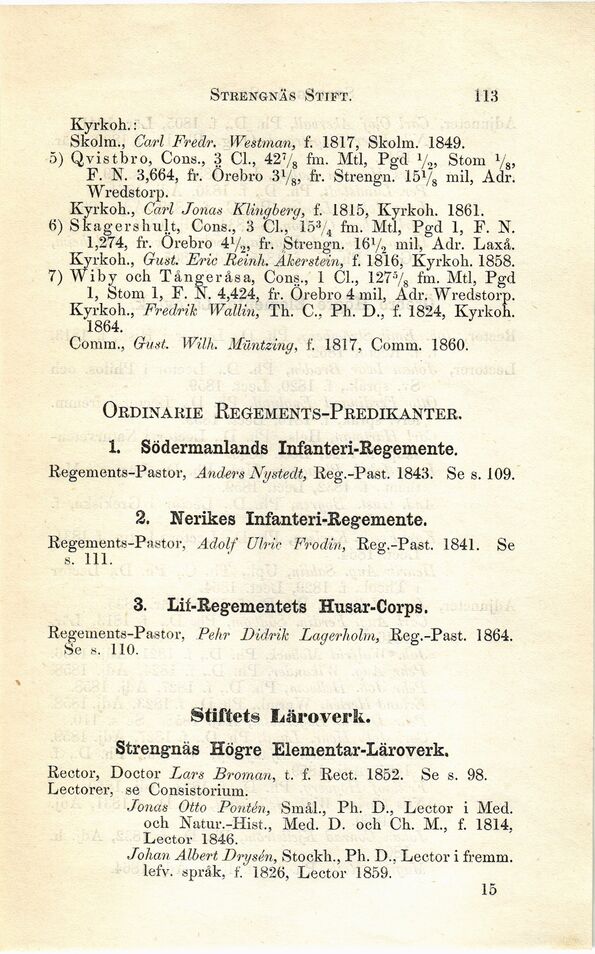 STRENGNÄS STIFT. 113
Kyrkoh.:
Skolm., Carl Fredr. Westman, f. 1817, Skolm. 1849.
5) Qvistbro, Cons., 3 Cl., 42⁷/₈ fm. Mtl, Pgd ¹/₂, Stom ¹/₈,
F. N. 3,664, fr. Örebro 3¹/₈, fr. Strengn. 15¹/₈ mil, Adr.
Wredstorp.
Kyrkoh., Carl Jonas Klingberg, f. 1815, Kyrkoh. 1861.
6) Skagershult, Cons., 3 Cl., 15³/₄ fm. Mtl, Pgd 1, F. N.
1,274, fr. Örebro 4¹/₂, fr. Strengn. 16¹/₂ mil, Adr. Laxå.
Kyrkoh., Gust. Eric Reinh. Åkerstein, f. 1816, Kyrkoh. 1858.
7) Wiby och Tångeråsa, Cons., 1 Cl., 127⁵/₈ fm. Mtl, Pgd
1, Stom 1, F. N. 4,424, fr. Örebro 4 mil, Adr. Wredstorp.
Kyrkoh., Fredrik Wallin, Th. C., Ph. D., f. 1824, Kyrkoh.
1864.
Comm., Gust. Wilh. Müntzing, f. 1817, Comm. 1860.
ORDINARIE REGEMENTS-PREDIKANTER.
1. Södermanlands Infanteri-Regemente.
Regements-Pastor, Anders Nystedt, Reg.-Past. 1843. Se s. 109.
2. Nerikes Infanteri-Regemente.
Regements-Pastor, Adolf Ulric Frodin, Reg.-Past. 1841. Se
s. 111.
3. Lif-Regementets Husar-Corps.
Regements-Pastor, Pehr Didrik Lagerholm, Reg.-Past. 1864.
Se s. 110.
Stiftets Läroverk.
Strengnäs Högre Elementar-Läroverk.
Rector, Doctor Lars Broman, t. f. Rect. 1852. Se s. 98.
Lectorer, se Consistorium.
Jonas Otto Pontén, Smål., Ph. D., Lector i Med.
och Natur.-Hist., Med. D. och Ch. M., f. 1814,
Lector 1846.
Johan Albert Drysén, Stockh., Ph. D., Lector i fremm.
lefv. språk, f. 1826, Lector 1859.
15